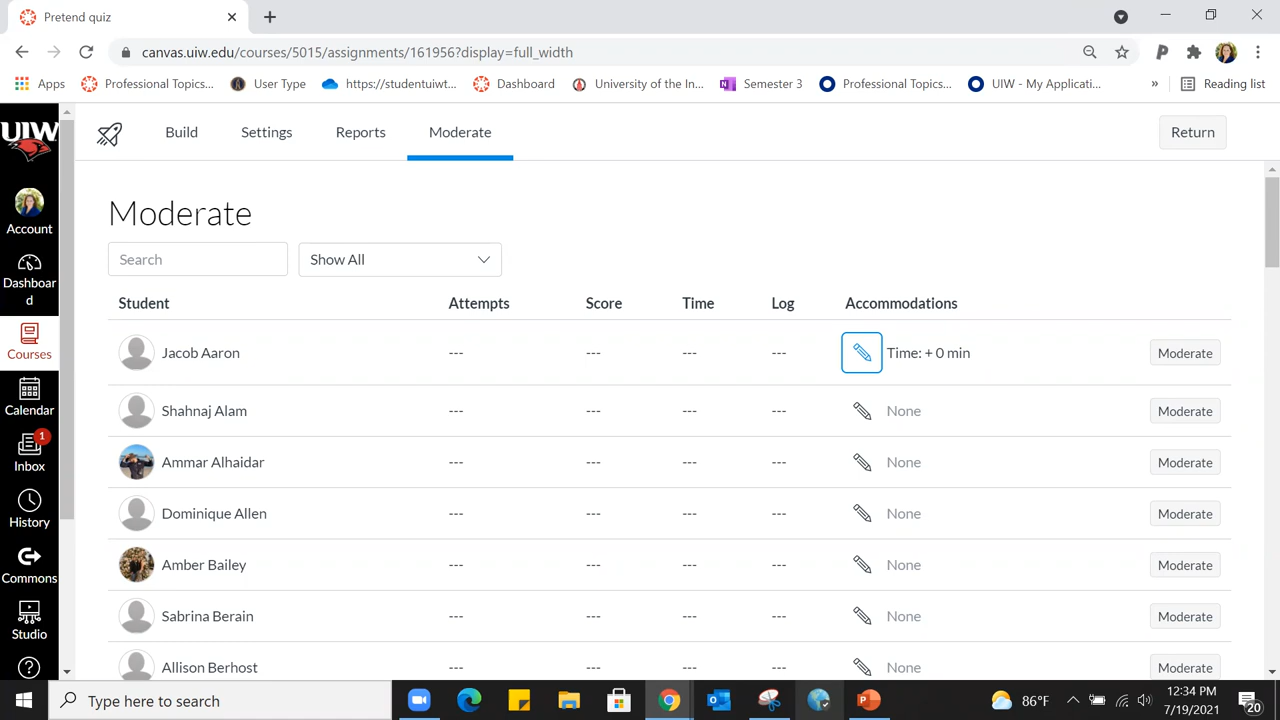 Pretend quiz
canvas.uiw.edu/courses/5015/assignments/161956?display=full_width
Apps Professional Topics... User Type https://studentuiwt... Dashboard University of the In... Semester 3 Professional Topics... UIW - My Applicati... » Reading list
UIW
Account
Dashboar
d
Courses
Calendar
1
Inbox
History
Commons
Studio
Build Settings Reports Moderate Return
Moderate
Search Show All
Student Attempts Score Time Log Accommodations
Jacob Aaron --- --- --- --- Time: + 0 min Moderate
Shahnaj Alam --- --- --- --- None Moderate
Ammar Alhaidar --- --- --- --- None Moderate
Dominique Allen --- --- --- --- None Moderate
Amber Bailey --- --- --- --- None Moderate
Sabrina Berain --- --- --- --- None Moderate
Allison Berhost --- --- --- --- None Moderate
Type here to search 86°F 12:34 PM
7/19/2021 20